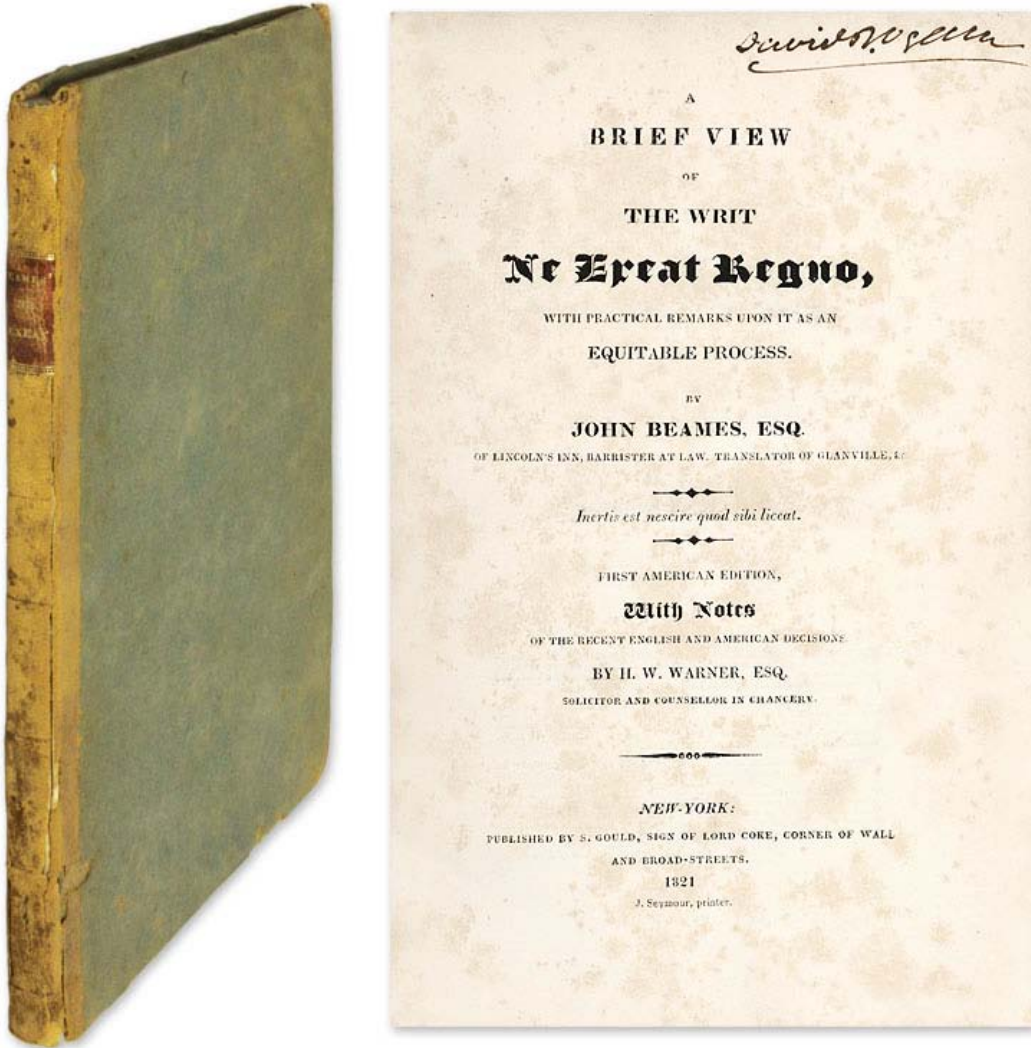 A
BRIEF VIEW
OF
THE WRIT
Ne Exeat Regno,
WITH PRACTICAL REMARKS UPON IT AS AN
EQUITABLE PROCESS.
BY
JOHN BEAMES, ESQ.
OF LINCOLN'S INN, BARRISTER AT LAW. TRANSLATOR OF GLANVILLE, &c
Inertis est nescire quod sibi liceat.
FIRST AMERICAN EDITION,
With Notes
OF THE RECENT ENGLISH AND AMERICAN DECISIONS
BY H. W. WARNER, ESQ.
SOLICITOR AND COUNSELLOR IN CHANCERY.
NEW-YORK:
PUBLISHED BY S. GOULD, SIGN OF LORD COKE, CORNER OF WALL
AND BROAD-STREETS.
1821
J. Seymour, printer.